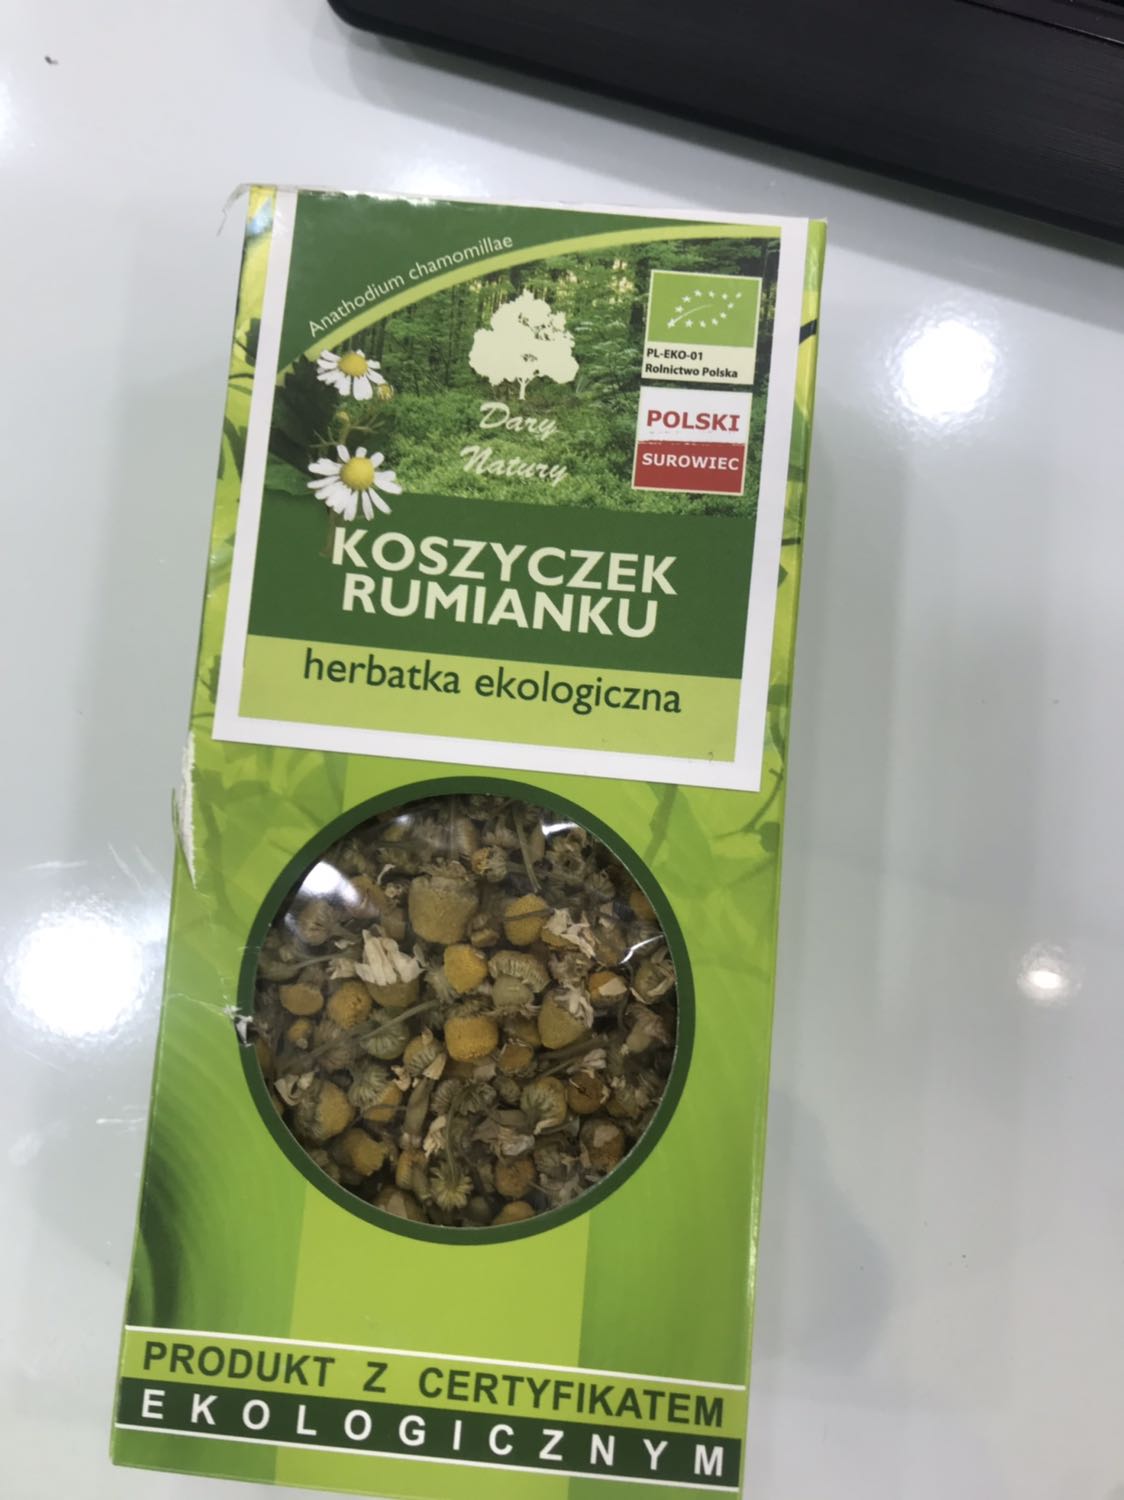 Anathodium chamomillae
PL-EKO-01
Rolnictwo Polska
POLSKI
SUROWIEC
Dary
Natury
KOSZYCZEK
RUMIANKU
herbatka ekologiczna
PRODUKT Z CERTYFIKATEM
EKOLOGICZNYM